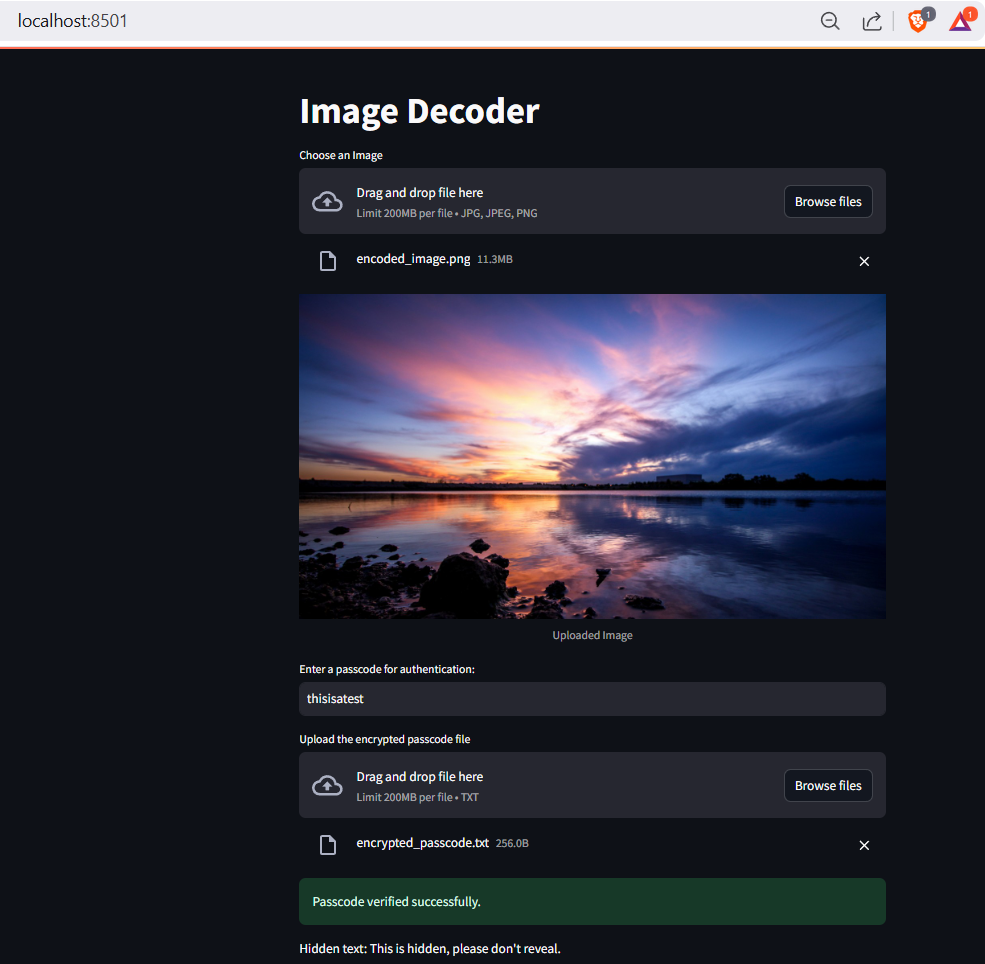 localhost:8501
1
1
Image Decoder
Choose an Image
Drag and drop file here
Limit 200MB per file • JPG, JPEG, PNG
Browse files
encoded_image.png 11.3MB
Uploaded Image
Enter a passcode for authentication:
thisisatest
Upload the encrypted passcode file
Drag and drop file here
Limit 200MB per file • TXT
Browse files
encrypted_passcode.txt 256.0B
Passcode verified successfully.
Hidden text: This is hidden, please don't reveal.